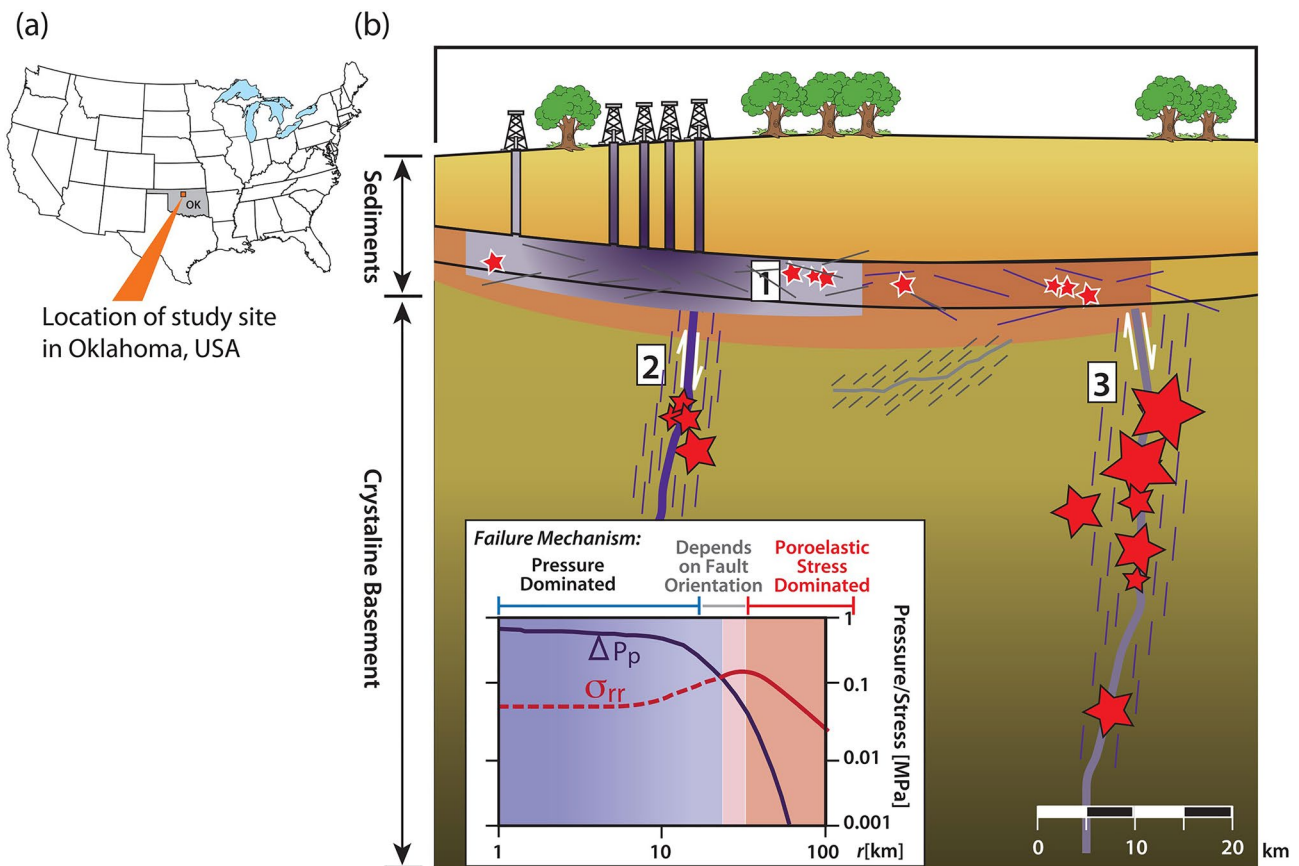 (a)
OK
Location of study site
in Oklahoma, USA
(b)
Sediments
Crystaline Basement
1
2
3
Failure Mechanism:
Pressure
Dominated
Depends
on Fault
Orientation
Poroelastic
Stress
Dominated
ΔPp
σrr
1
0.1
0.01
0.001
Pressure/Stress [MPa]
1
10
100
r[km]
0
10
20
km